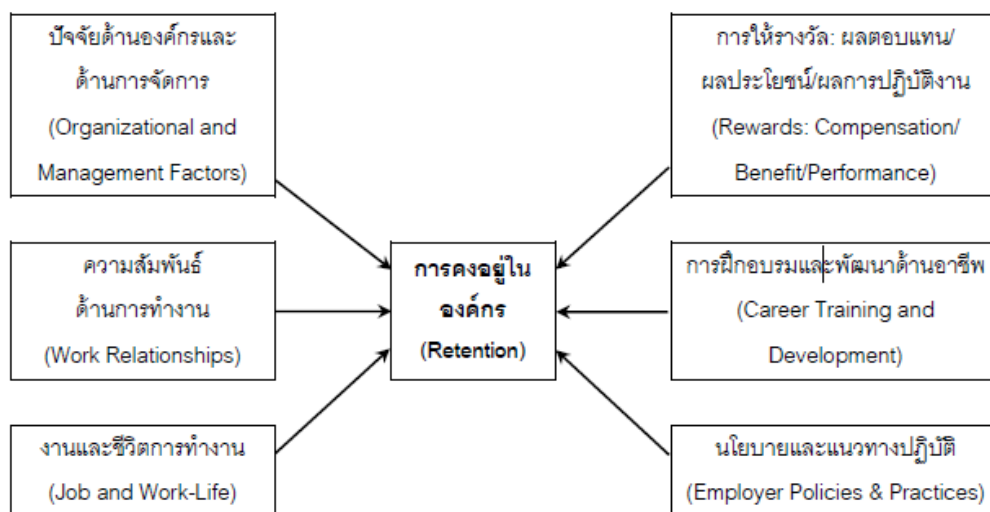 ปัจจัยด้านองค์กรและ
ด้านการจัดการ
(Organizational and
Management Factors)
การให้รางวัล: ผลตอบแทน/
ผลประโยชน์/ผลการปฏิบัติงาน
(Rewards: Compensation/
Benefit/Performance)
ความสัมพันธ์
ด้านการทำงาน
(Work Relationships)
การคงอยู่ใน
องค์กร
(Retention)
การฝึกอบรมและพัฒนาด้านอาชีพ
(Career Training and
Development)
งานและชีวิตการทำงาน
(Job and Work-Life)
นโยบายและแนวทางปฏิบัติ
(Employer Policies & Practices)